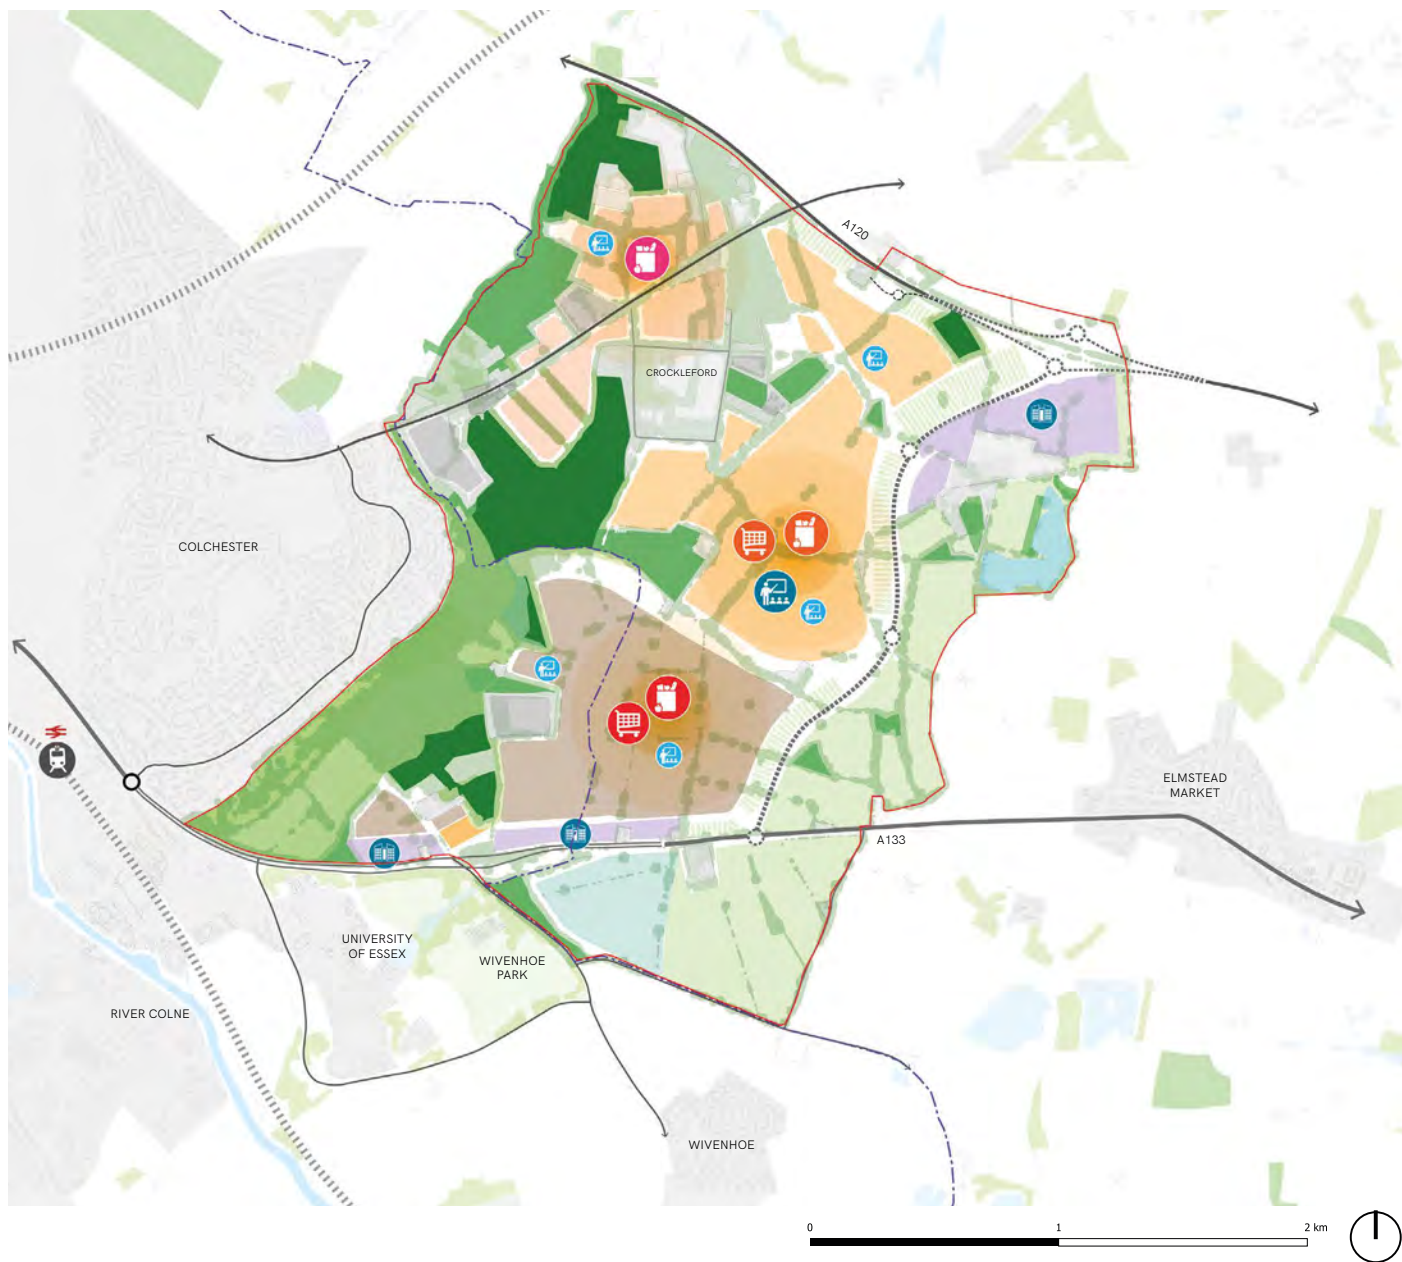 A120
CROCKLEFORD
COLCHESTER
ELMSTEAD
MARKET
A133
UNIVERSITY
OF ESSEX
WIVENHOE
PARK
RIVER COLNE
WIVENHOE
0 1 2 km